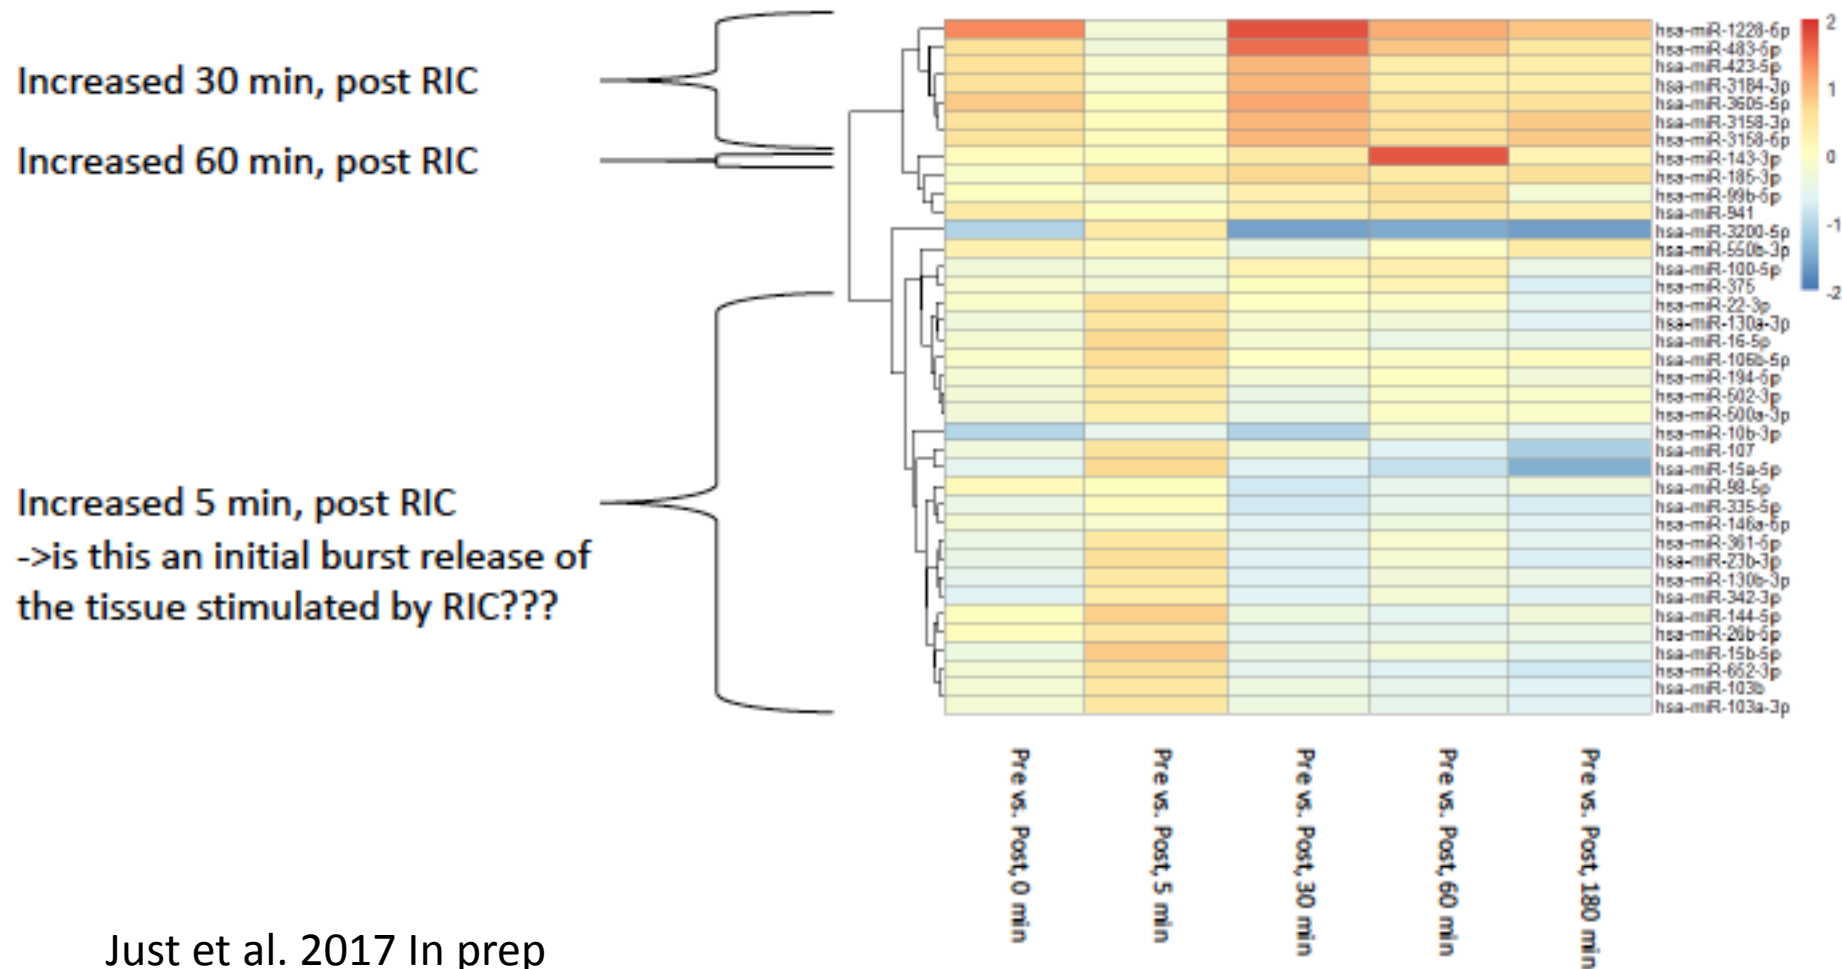 Increased 30 min, post RIC
Increased 60 min, post RIC
Increased 5 min, post RIC
->is this an initial burst release of
the tissue stimulated by RIC???
hsa-miR-1228-5p
hsa-miR-483-5p
hsa-miR-423-5p
hsa-miR-3184-3p
hsa-miR-3605-5p
hsa-miR-3158-3p
hsa-miR-3158-5p
hsa-miR-143-3p
hsa-miR-185-3p
hsa-miR-99b-5p
hsa-miR-941
hsa-miR-3200-5p
hsa-miR-550b-3p
hsa-miR-100-5p
hsa-miR-375
hsa-miR-22-3p
hsa-miR-130a-3p
hsa-miR-16-5p
hsa-miR-106b-5p
hsa-miR-194-5p
hsa-miR-502-3p
hsa-miR-500a-3p
hsa-miR-10b-3p
hsa-miR-107
hsa-miR-15a-5p
hsa-miR-98-5p
hsa-miR-335-5p
hsa-miR-146a-5p
hsa-miR-361-5p
hsa-miR-23b-3p
hsa-miR-130b-3p
hsa-miR-342-3p
hsa-miR-144-5p
hsa-miR-26b-5p
hsa-miR-15b-5p
hsa-miR-652-3p
hsa-miR-103b
hsa-miR-103a-3p
2
1
0
-1
-2
Pre vs. Post, 0 min
Pre vs. Post, 5 min
Pre vs. Post, 30 min
Pre vs. Post, 60 min
Pre vs. Post, 180 min
Just et al. 2017 In prep